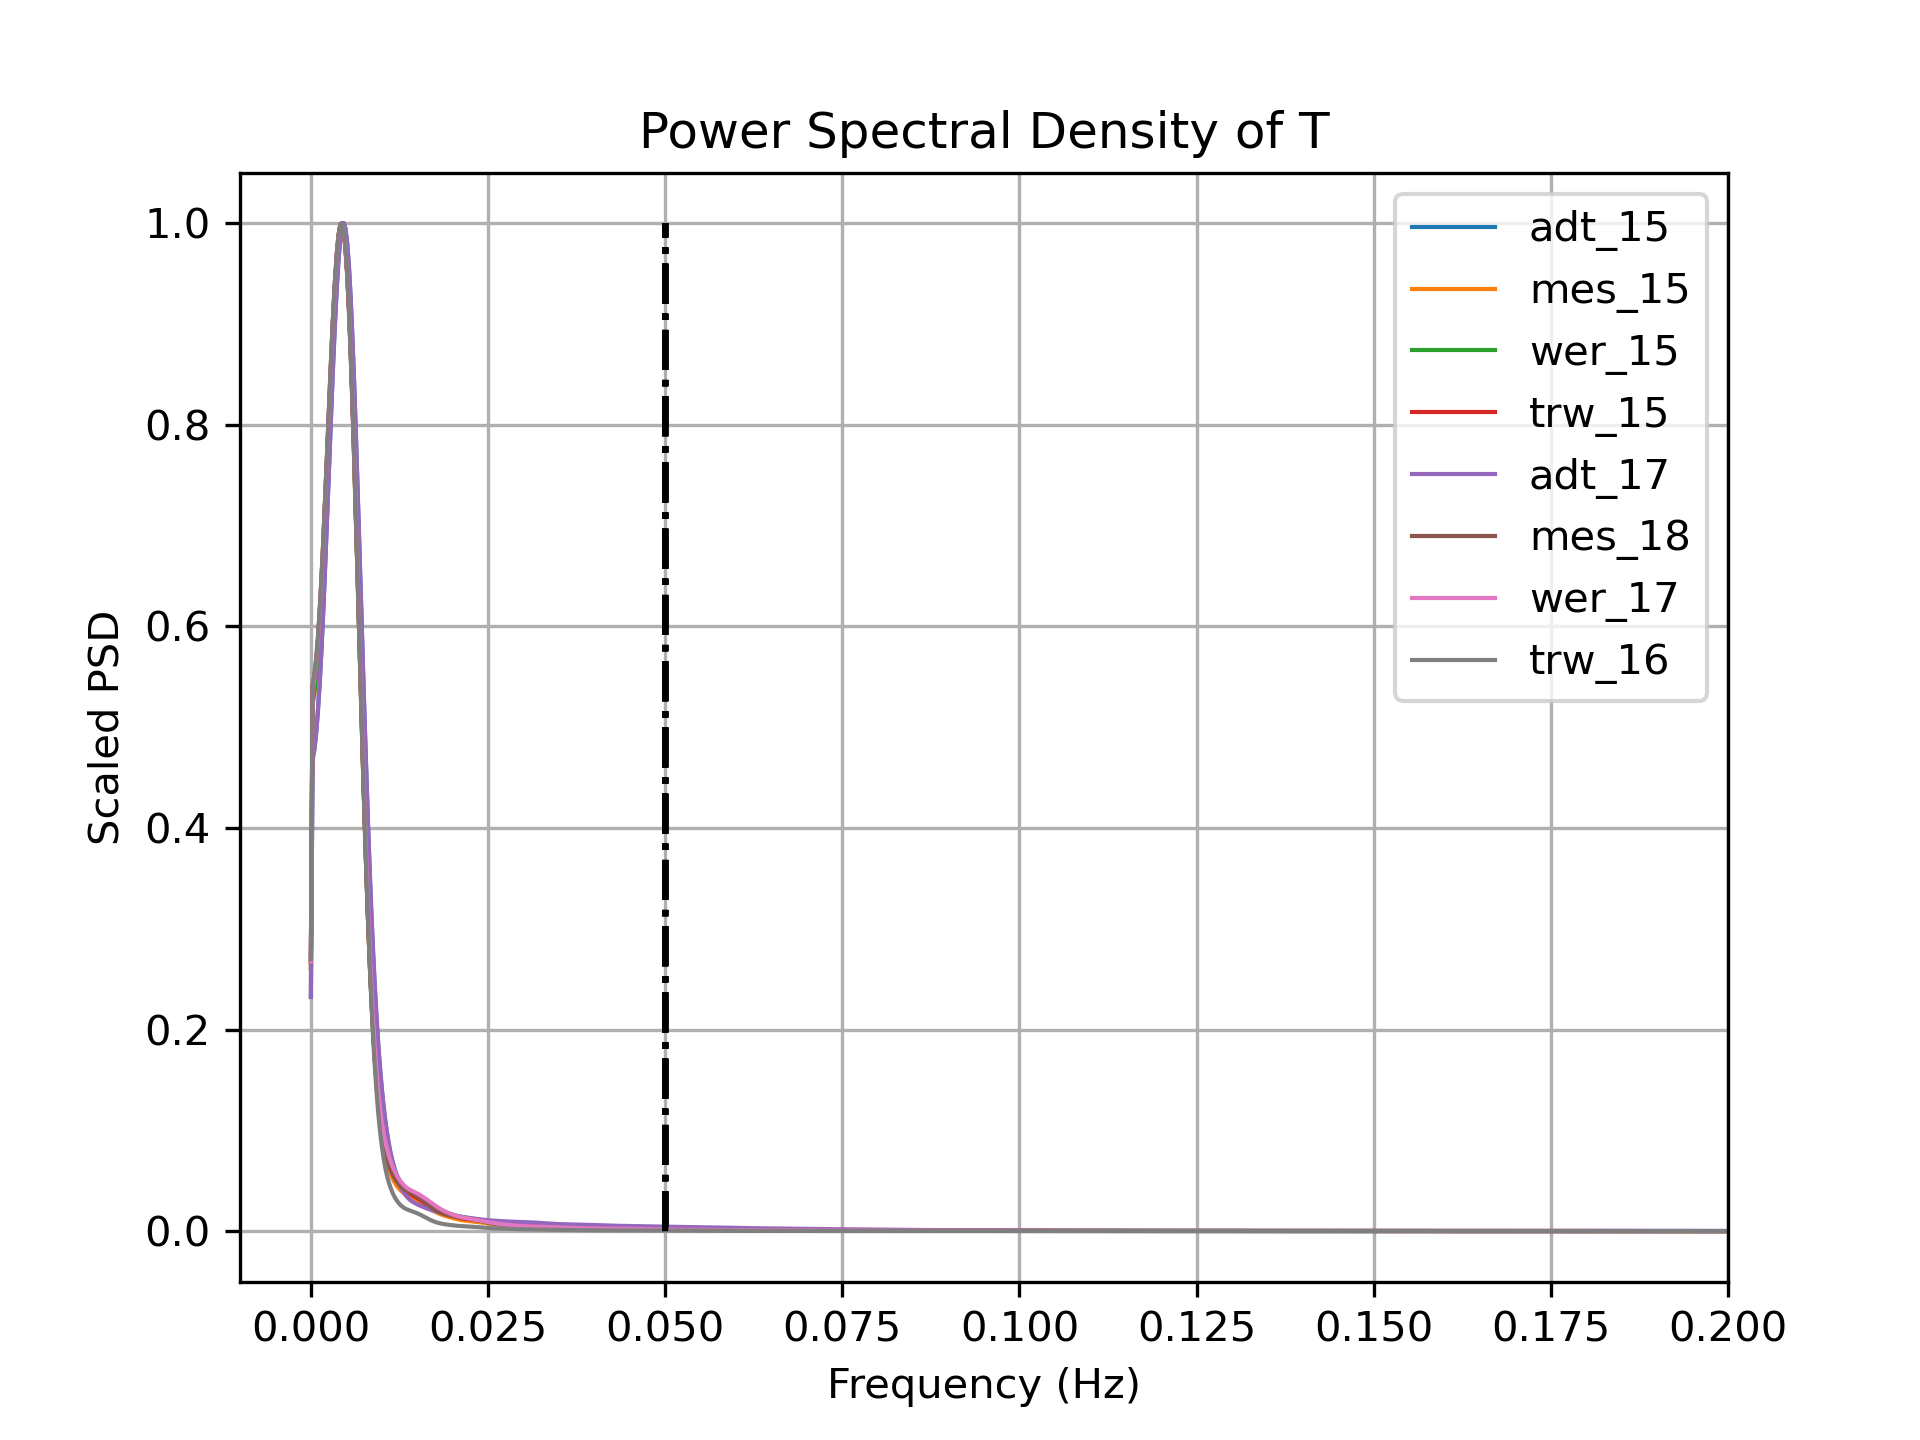 Power Spectral Density of T
1.0
0.8
0.6
0.4
0.2
0.0
Scaled PSD
adt_15
mes_15
wer_15
trw_15
adt_17
mes_18
wer_17
trw_16
0.000 0.025 0.050 0.075 0.100 0.125 0.150 0.175 0.200
Frequency (Hz)